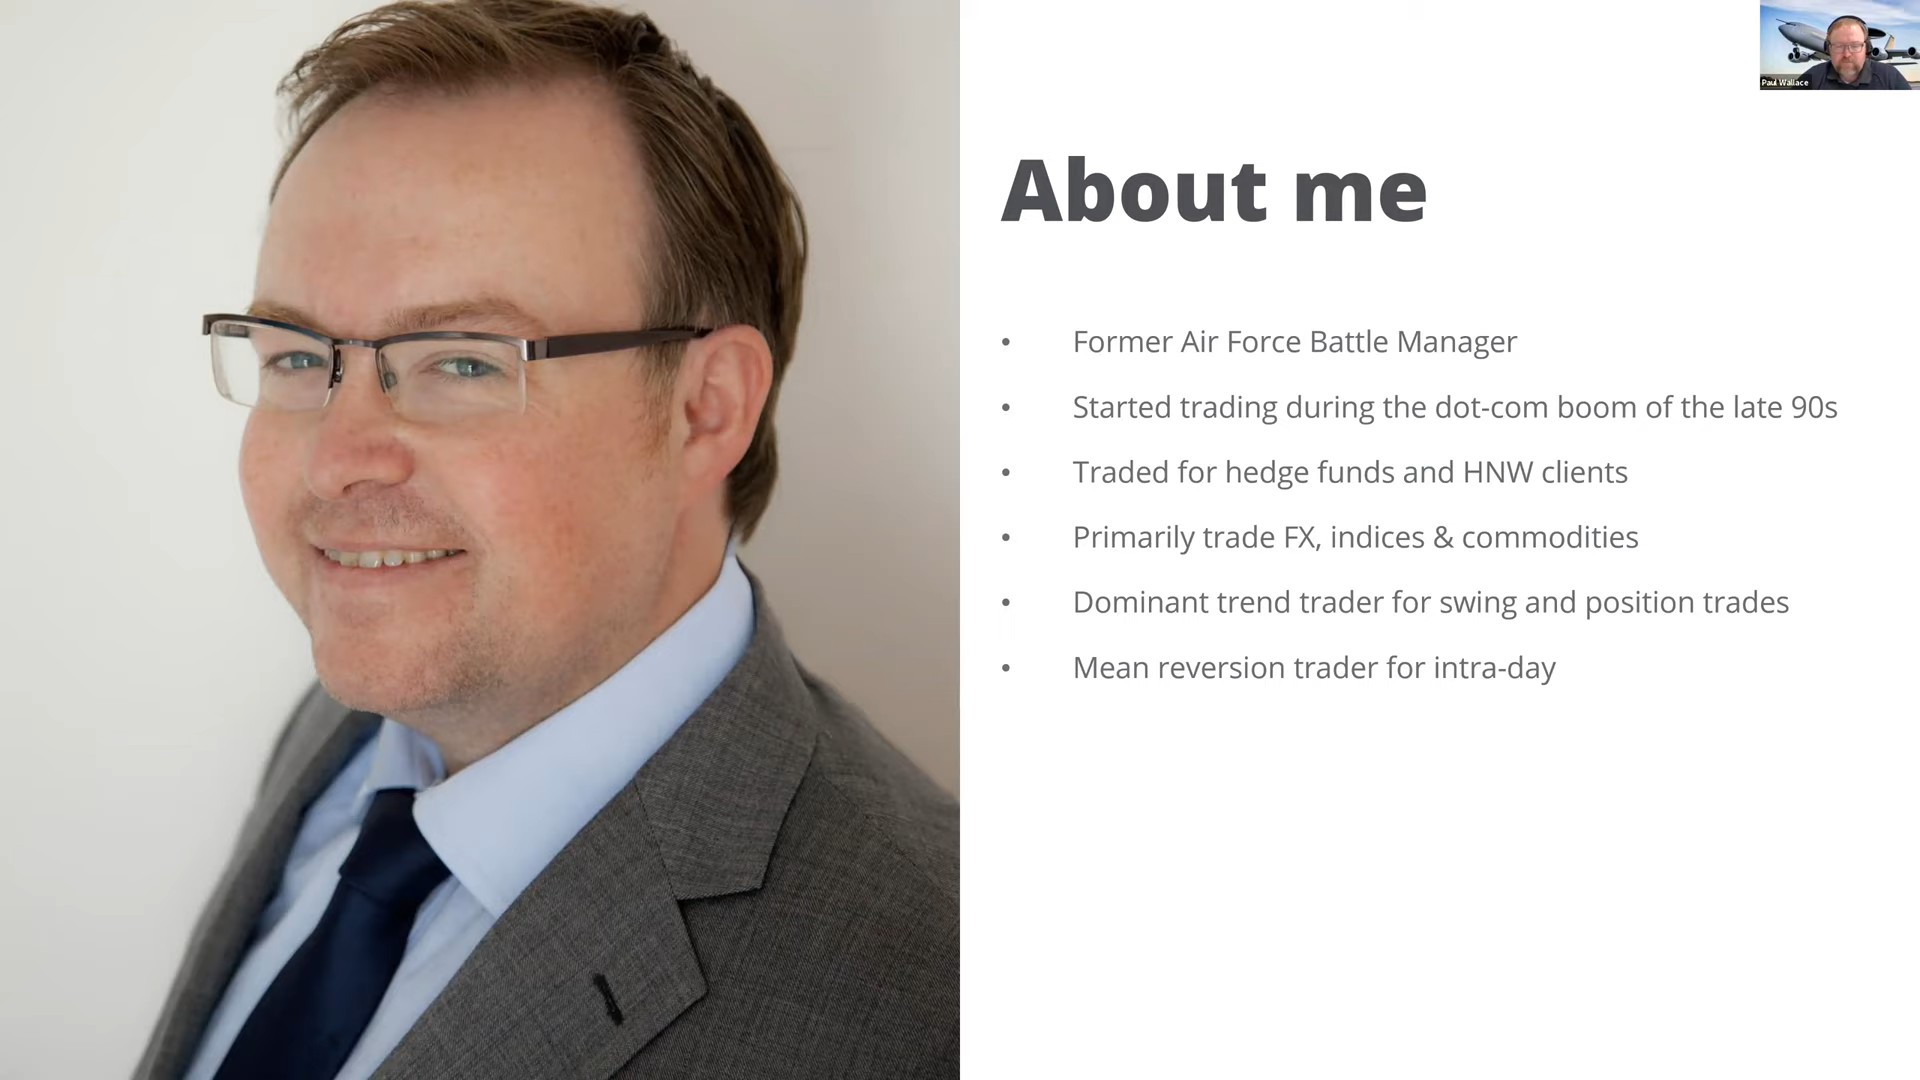 Paul Wallace
About me
• Former Air Force Battle Manager
• Started trading during the dot-com boom of the late 90s
• Traded for hedge funds and HNW clients
• Primarily trade FX, indices & commodities
• Dominant trend trader for swing and position trades
• Mean reversion trader for intra-day